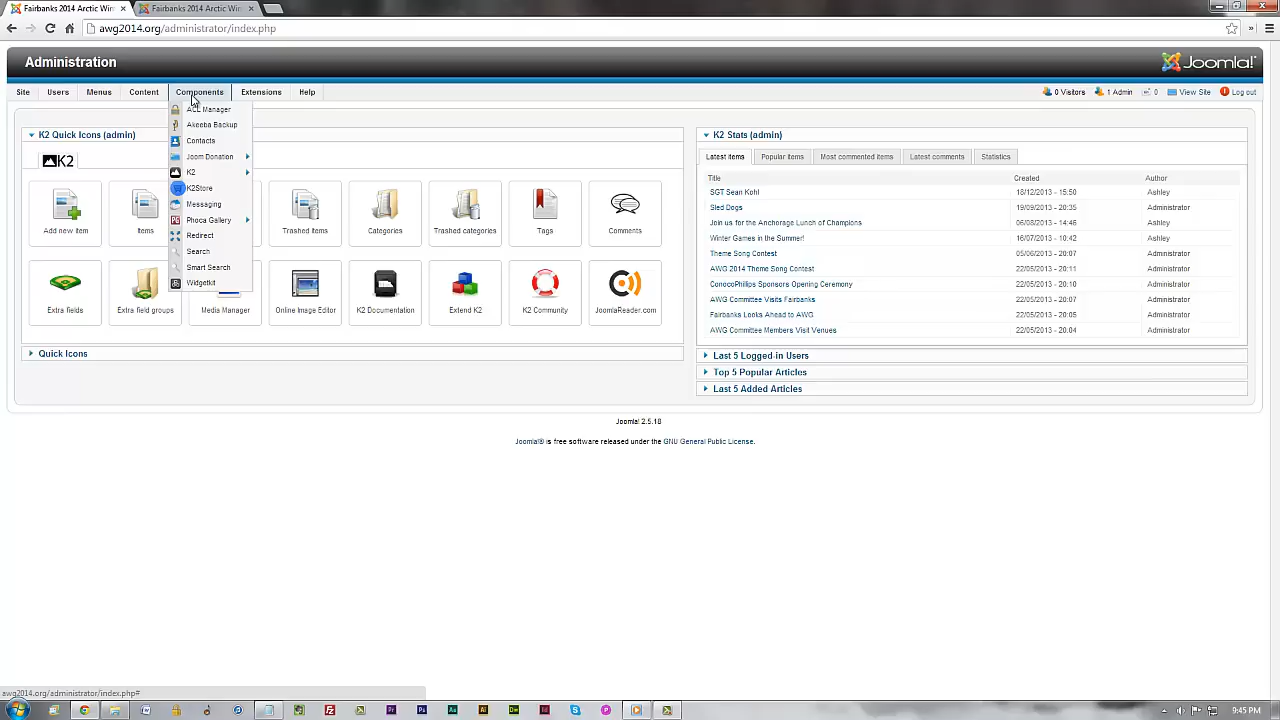 Fairbanks 2014 Arctic Win
Fairbanks 2014 Arctic Win
awg2014.org/administrator/index.php
Administration
Joomla!
Site
Users
Menus
Content
Components
Extensions
Help
0 Visitors
1 Admin
0
View Site
Log out
ACL Manager
Akeeba Backup
Contacts
Joom Donation
K2
K2Store
Messaging
Phoca Gallery
Redirect
Search
Smart Search
Widgetkit
K2 Quick Icons (admin)
K2
Add new item
Items
Trashed items
Categories
Trashed categories
Tags
Comments
Extra fields
Extra field groups
Media Manager
Online Image Editor
K2 Documentation
Extend K2
K2 Community
JoomlaReader.com
Quick Icons
K2 Stats (admin)
Latest items
Popular items
Most commented items
Latest comments
Statistics
Title Created Author
SGT Sean Kohl 18/12/2013 - 15:50 Ashley
Sled Dogs 19/09/2013 - 20:35 Administrator
Join us for the Anchorage Lunch of Champions 06/08/2013 - 14:46 Ashley
Winter Games in the Summer! 16/07/2013 - 10:42 Ashley
Theme Song Contest 05/06/2013 - 20:07 Administrator
AWG 2014 Theme Song Contest 22/05/2013 - 20:11 Administrator
ConocoPhillips Sponsors Opening Ceremony 22/05/2013 - 20:10 Administrator
AWG Committee Visits Fairbanks 22/05/2013 - 20:07 Administrator
Fairbanks Looks Ahead to AWG 22/05/2013 - 20:05 Administrator
AWG Committee Members Visit Venues 22/05/2013 - 20:04 Administrator
Last 5 Logged-in Users
Top 5 Popular Articles
Last 5 Added Articles
Joomla! 2.5.18
Joomla!® is free software released under the GNU General Public License.
awg2014.org/administrator/index.php#
9:45 PM